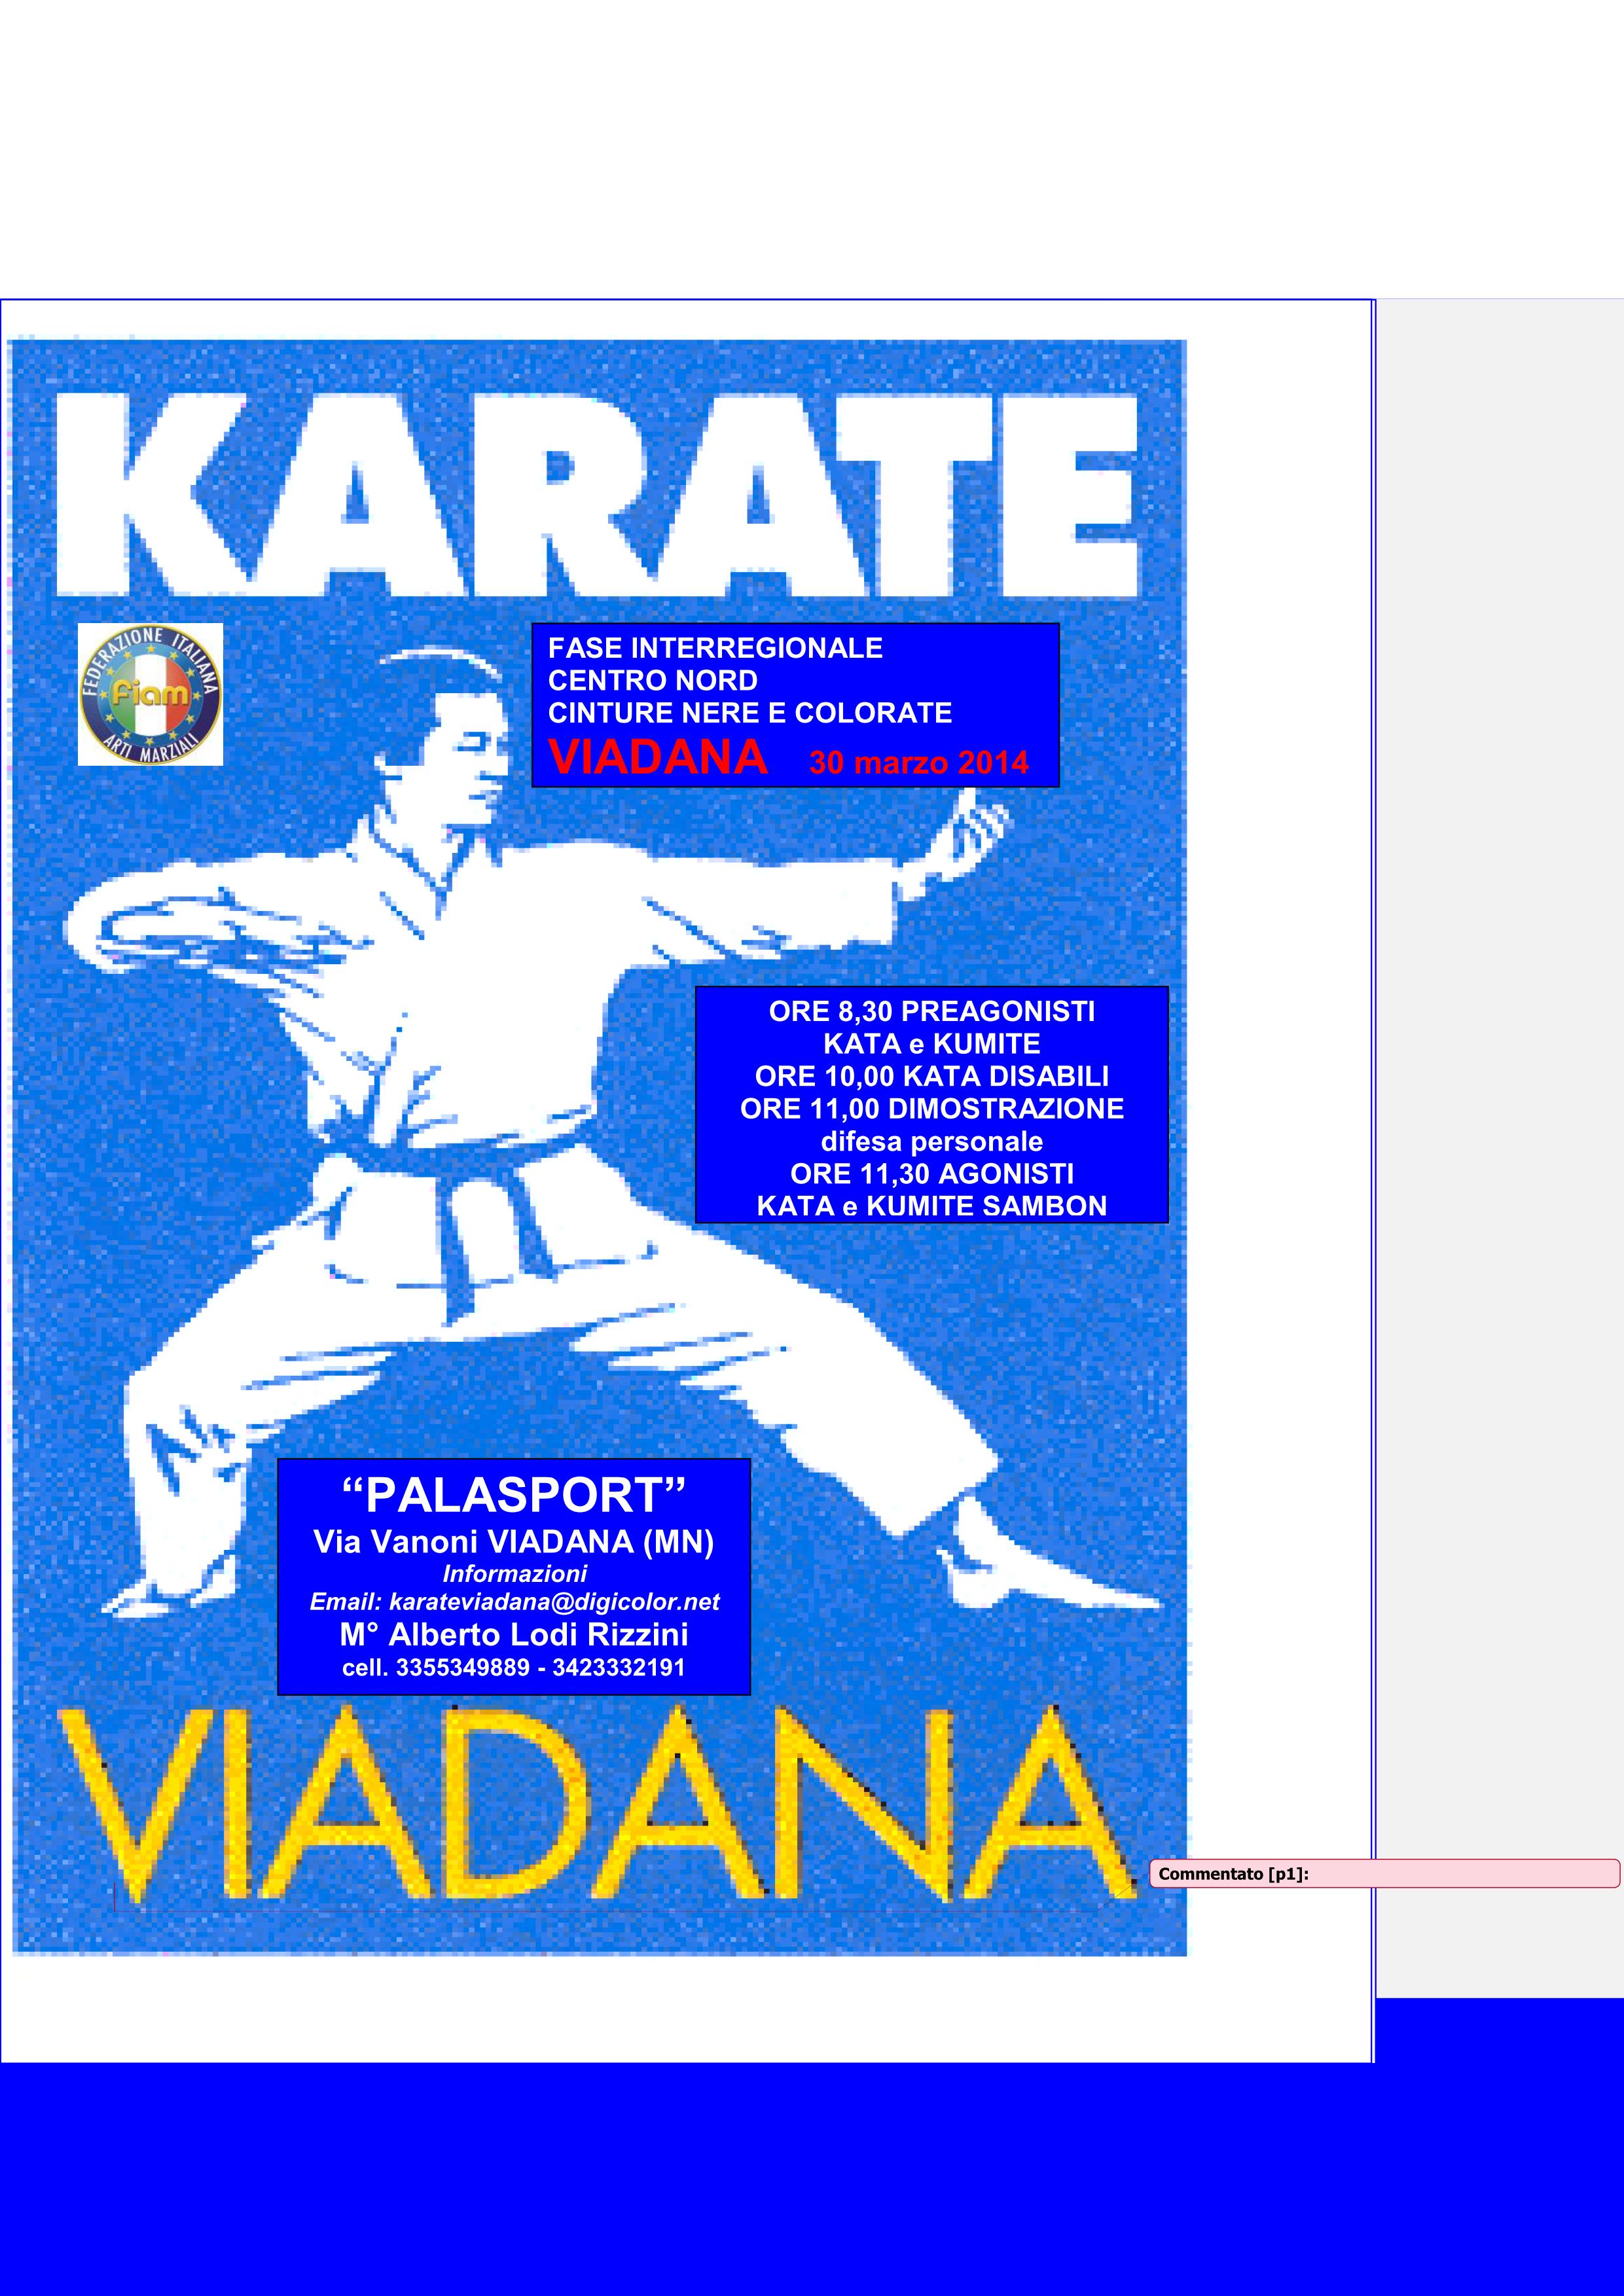 KARATE
FEDERAZIONE ITALIANA
Fiam
ARTI MARZIALI
FASE INTERREGIONALE
CENTRO NORD
CINTURE NERE E COLORATE
VIADANA 30 marzo 2014
ORE 8,30 PREAGONISTI
KATA e KUMITE
ORE 10,00 KATA DISABILI
ORE 11,00 DIMOSTRAZIONE
difesa personale
ORE 11,30 AGONISTI
KATA e KUMITE SAMBON
“PALASPORT”
Via Vanoni VIADANA (MN)
Informazioni
Email: karateviadana@digicolor.net
M° Alberto Lodi Rizzini
cell. 3355349889 - 3423332191
VIADANA
Commentato [p1]: